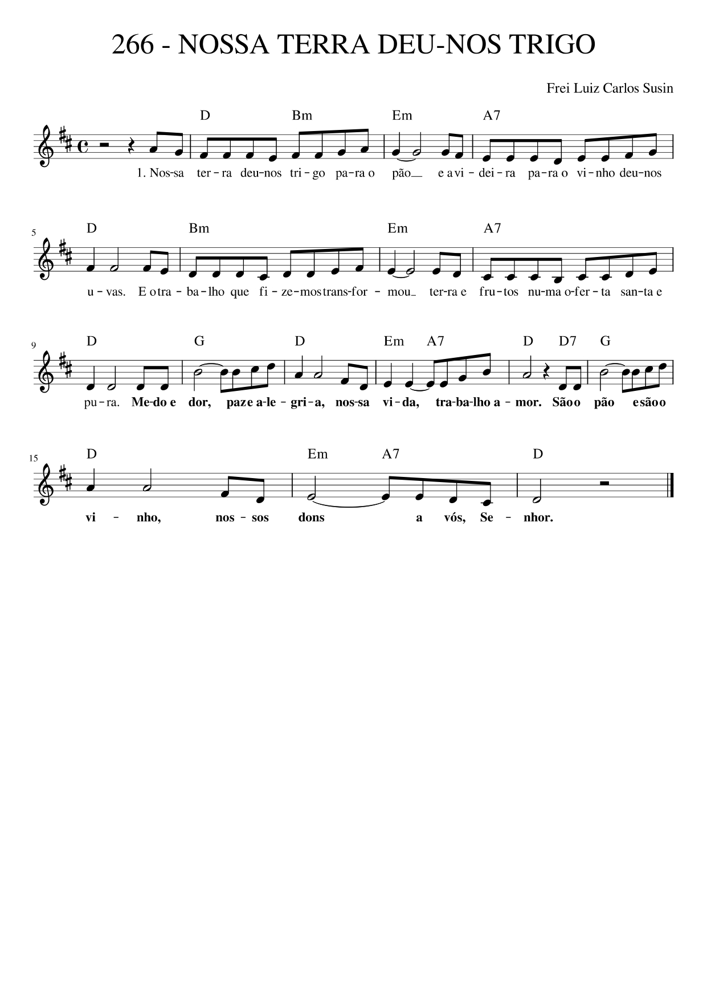 266 - NOSSA TERRA DEU-NOS TRIGO
Frei Luiz Carlos Susin
D Bm Em A7
1. Nos-sa ter-ra deu-nos tri-go pa-ra o pão__ e a vi-dei-ra pa-ra o vi-nho deu-nos
5 D Bm Em A7
u-vas. E o tra-ba-lho que fi-ze-mos trans-for-mou_ ter-ra e fru-tos nu-ma o-fer-ta san-ta e
9 D G D Em A7 D D7 G
pu-ra. Me-do e dor, paz e a-le-gri-a, nos-sa vi-da, tra-ba-lho a-mor. São o pão e são o
15 D Em A7 D
vi-nho, nos-sos dons a vós, Se-nhor.